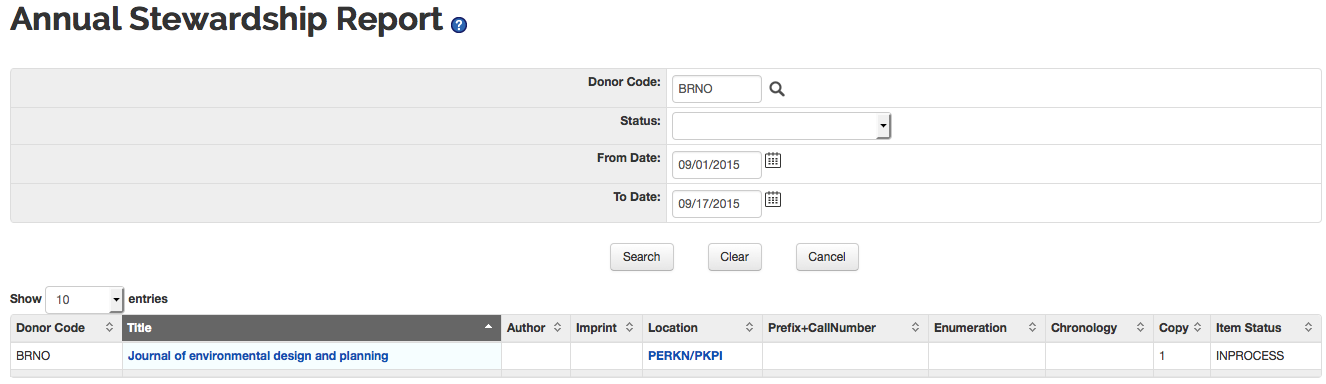 Annual Stewardship Report ?
Donor Code: BRNO
Status:
From Date: 09/01/2015
To Date: 09/17/2015
Search Clear Cancel
Show 10 entries
Donor Code Title Author Imprint Location Prefix+CallNumber Enumeration Chronology Copy Item Status
BRNO Journal of environmental design and planning PERKN/PKPI 1 INPROCESS